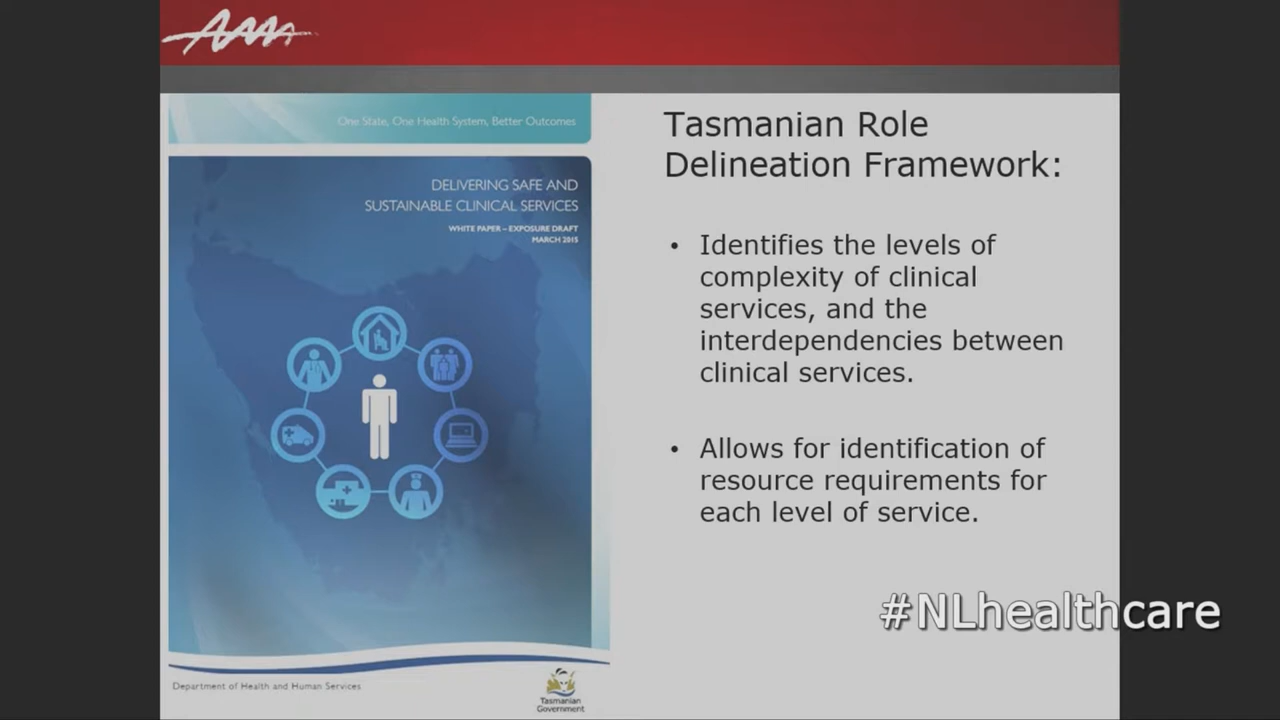 One State, One Health System, Better Outcomes
DELIVERING SAFE AND
SUSTAINABLE CLINICAL SERVICES
WHITE PAPER – EXPOSURE DRAFT
MARCH 2015
Department of Health and Human Services
Tasmanian
Government
Tasmanian Role
Delineation Framework:
• Identifies the levels of
complexity of clinical
services, and the
interdependencies between
clinical services.
• Allows for identification of
resource requirements for
each level of service.
#NLhealthcare